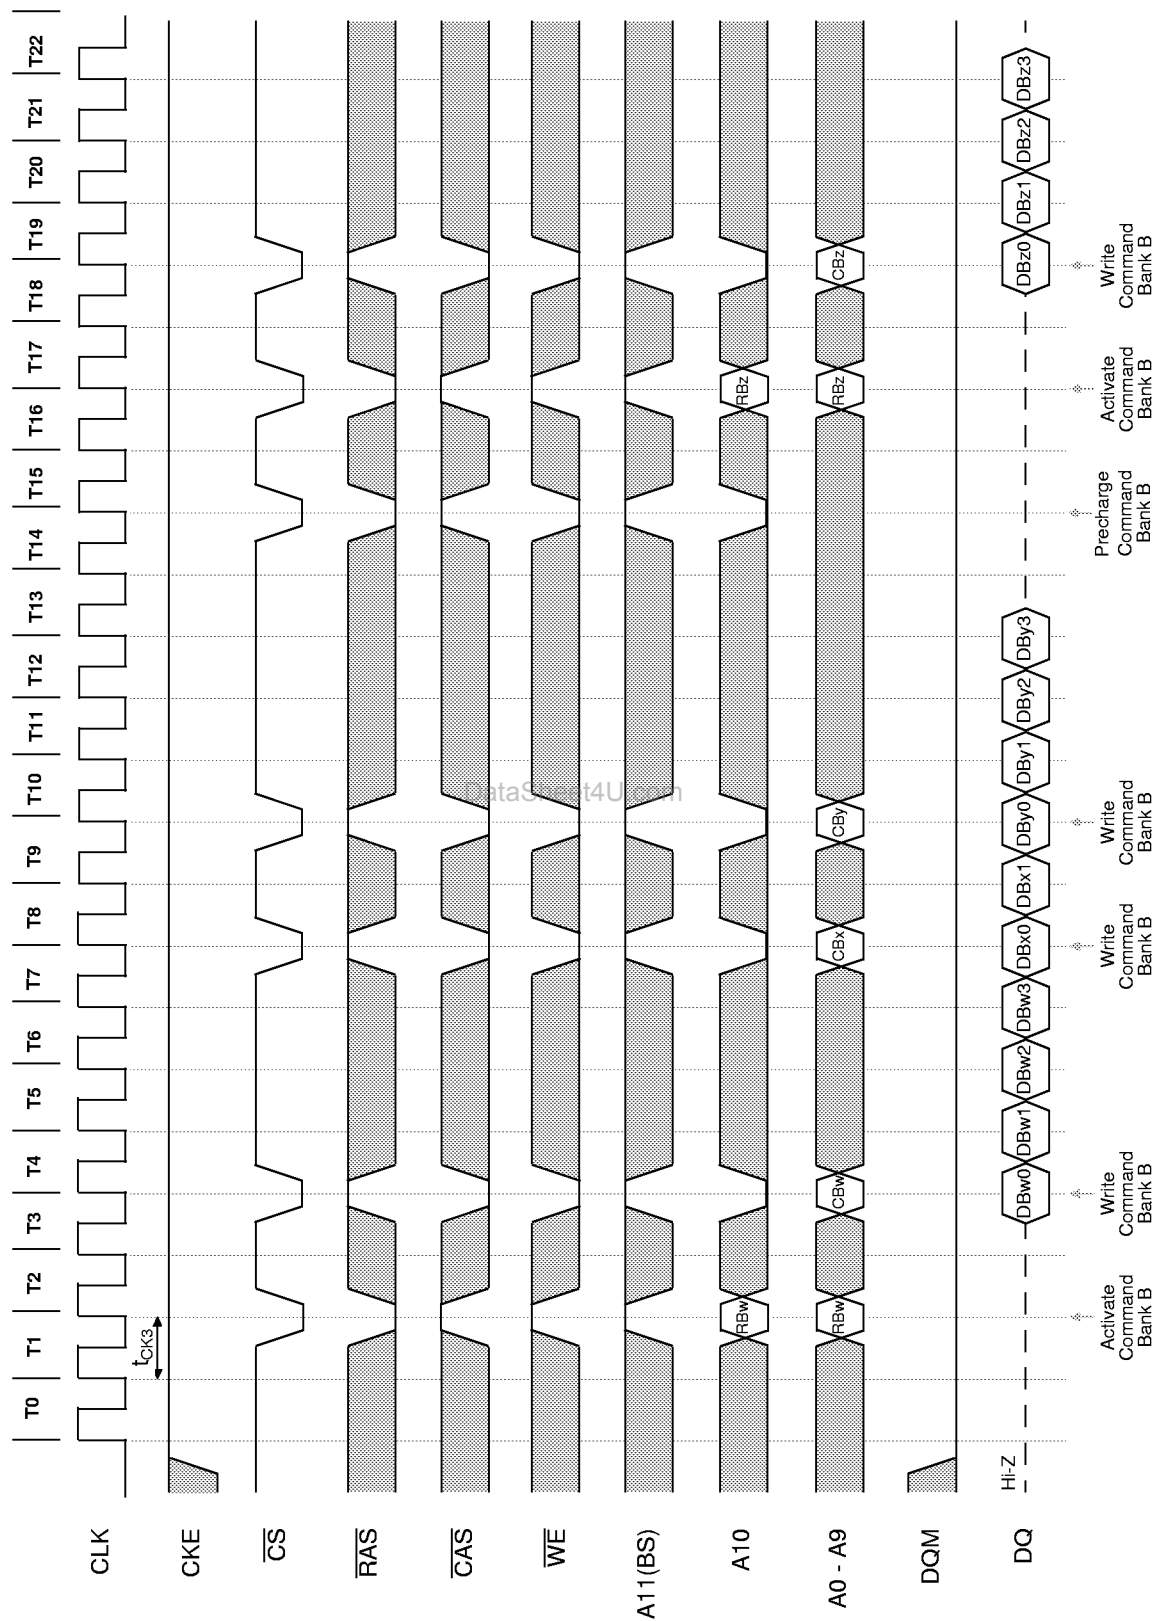 T0 T1 T2 T3 T4 T5 T6 T7 T8 T9 T10 T11 T12 T13 T14 T15 T16 T17 T18 T19 T20 T21 T22
tCK3
CLK
CKE
CS
RAS
CAS
WE
A11(BS)
A10
RBw RBz
A0 - A9
RBw CBw CBx CBy RBz CBz
DQM
DQ
Hi-Z
DBw0 DBw1 DBw2 DBw3 DBx0 DBx1 DBy0 DBy1 DBy2 DBy3 DBz0 DBz1 DBz2 DBz3
Activate
Command
Bank B
Write
Command
Bank B
Write
Command
Bank B
Write
Command
Bank B
Precharge
Command
Bank B
Activate
Command
Bank B
Write
Command
Bank B
DataSheet4U.com